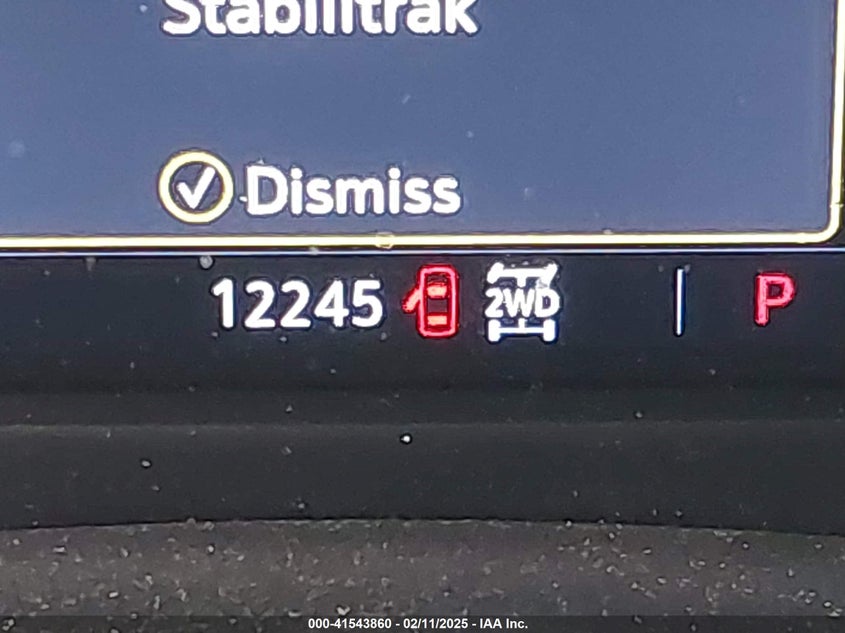 Stabilitrak
Dismiss
12245 2WD P
000-41543860 - 02/11/2025 - IAA Inc.